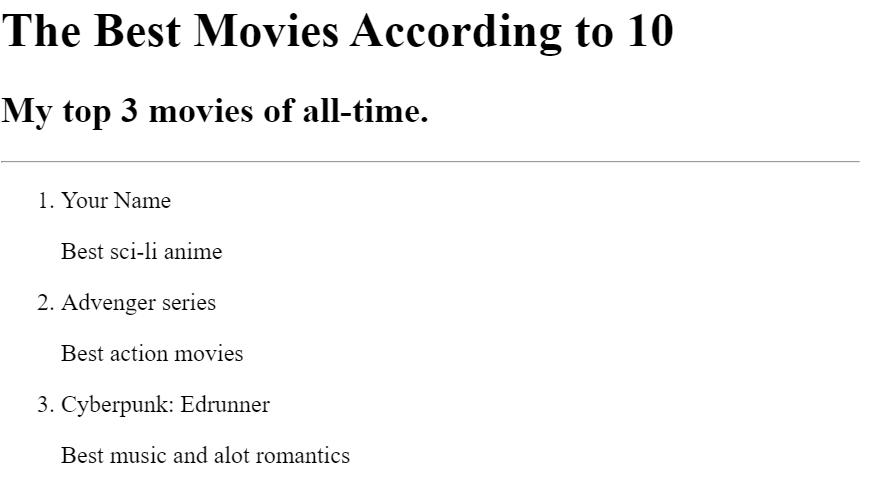 The Best Movies According to 10
My top 3 movies of all-time.
1. Your Name
Best sci-li anime
2. Advenger series
Best action movies
3. Cyberpunk: Edrunner
Best music and alot romantics